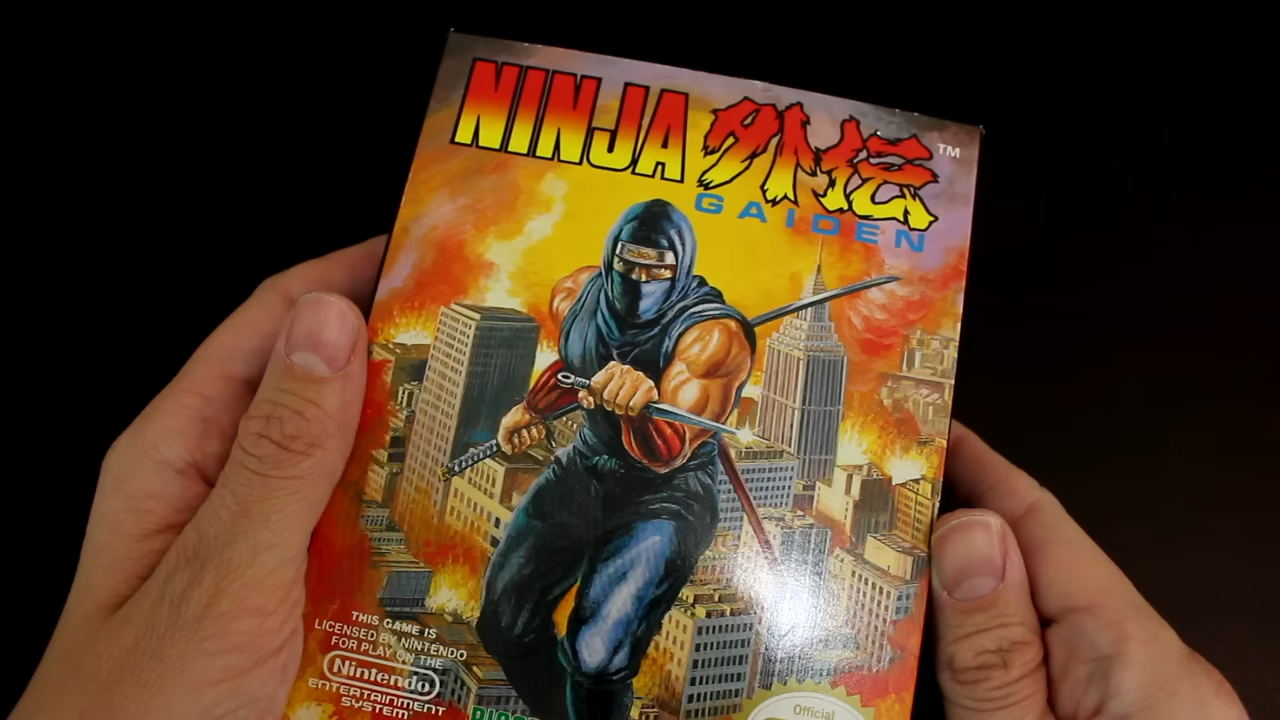 NINJA 外伝 ™
GAIDEN
THIS GAME IS
LICENSED BY NINTENDO
FOR PLAY ON THE
Nintendo
ENTERTAINMENT
SYSTEM
Official